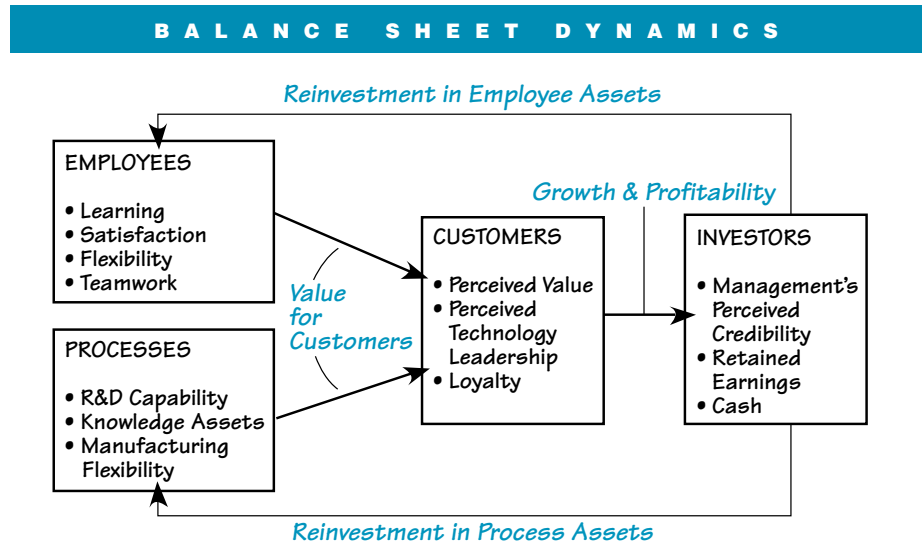 BALANCE SHEET DYNAMICS
Reinvestment in Employee Assets
EMPLOYEES
• Learning
• Satisfaction
• Flexibility
• Teamwork
PROCESSES
• R&D Capability
• Knowledge Assets
• Manufacturing
Flexibility
Value
for
Customers
CUSTOMERS
• Perceived Value
• Perceived
Technology
Leadership
• Loyalty
Growth & Profitability
INVESTORS
• Management's
Perceived
Credibility
• Retained
Earnings
• Cash
Reinvestment in Process Assets